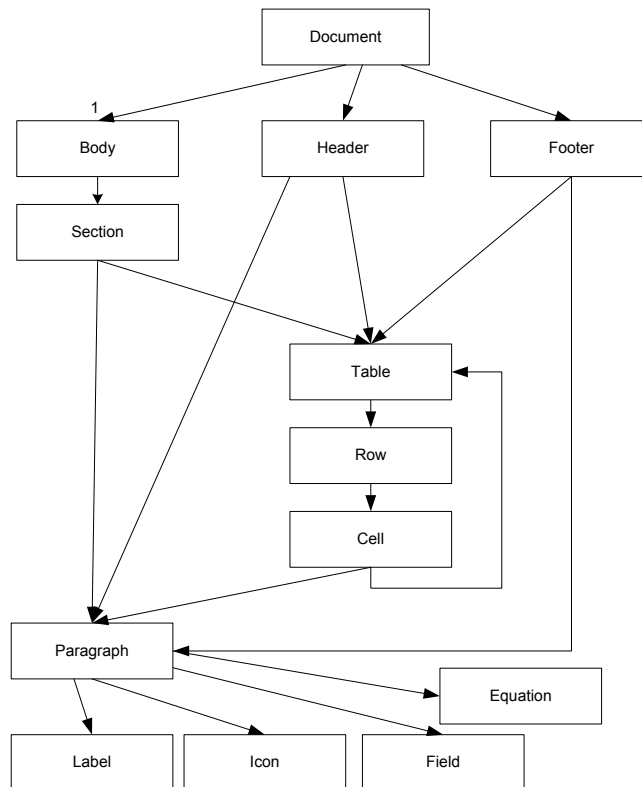 Document
1
Body
Header
Footer
Section
Table
Row
Cell
Paragraph
Equation
Label
Icon
Field